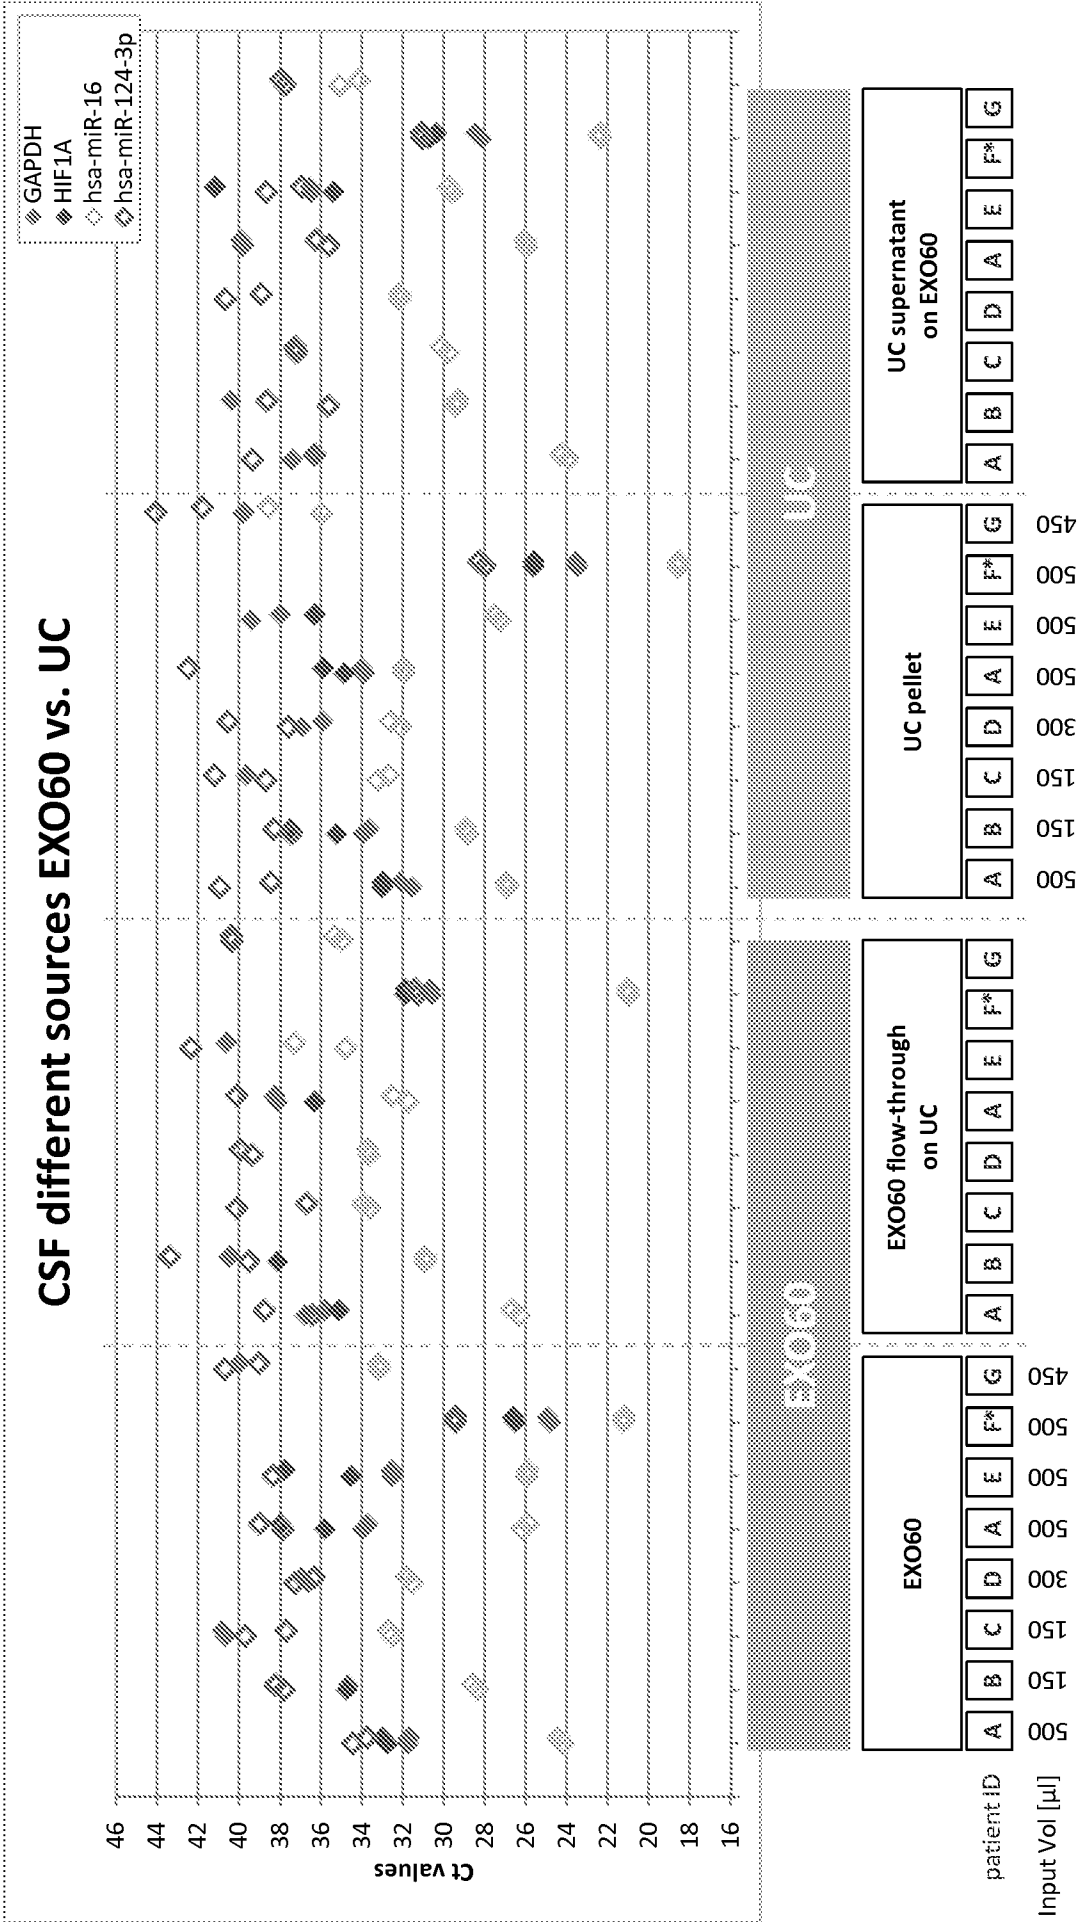 CSF different sources EXO60 vs. UC
GAPDH
HIF1A
hsa-miR-16
hsa-miR-124-3p
Ct values
46
44
42
40
38
36
34
32
30
28
26
24
22
20
18
16
EXO60 UC
EXO60 EXO60 flow-through UC pellet UC supernatant
on UC on EXO60
patient ID A B C D A E F* G A B C D A E F* G A B C D A E F* G A B C D A E F* G
Input Vol [µl] 500 150 150 300 500 500 500 450 500 150 150 300 500 500 500 450